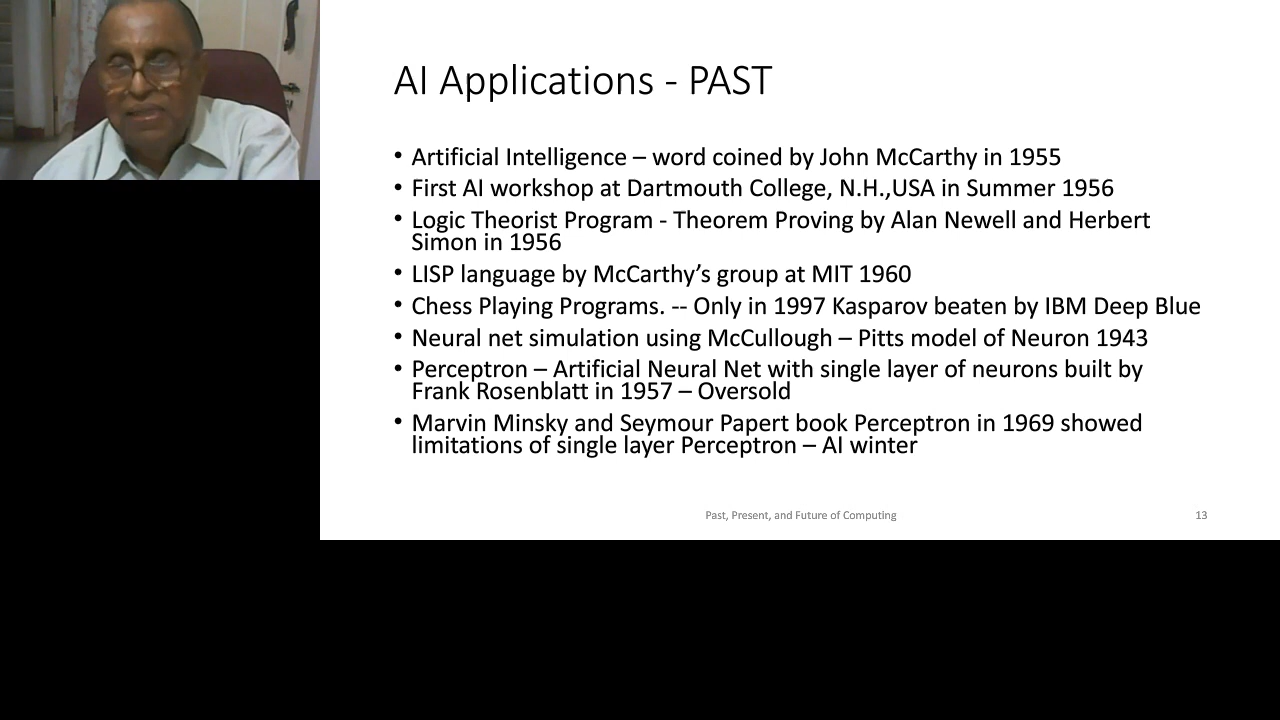 AI Applications - PAST
• Artificial Intelligence – word coined by John McCarthy in 1955
• First AI workshop at Dartmouth College, N.H.,USA in Summer 1956
• Logic Theorist Program - Theorem Proving by Alan Newell and Herbert
Simon in 1956
• LISP language by McCarthy’s group at MIT 1960
• Chess Playing Programs. -- Only in 1997 Kasparov beaten by IBM Deep Blue
• Neural net simulation using McCullough – Pitts model of Neuron 1943
• Perceptron – Artificial Neural Net with single layer of neurons built by
Frank Rosenblatt in 1957 – Oversold
• Marvin Minsky and Seymour Papert book Perceptron in 1969 showed
limitations of single layer Perceptron – AI winter
Past, Present, and Future of Computing
13